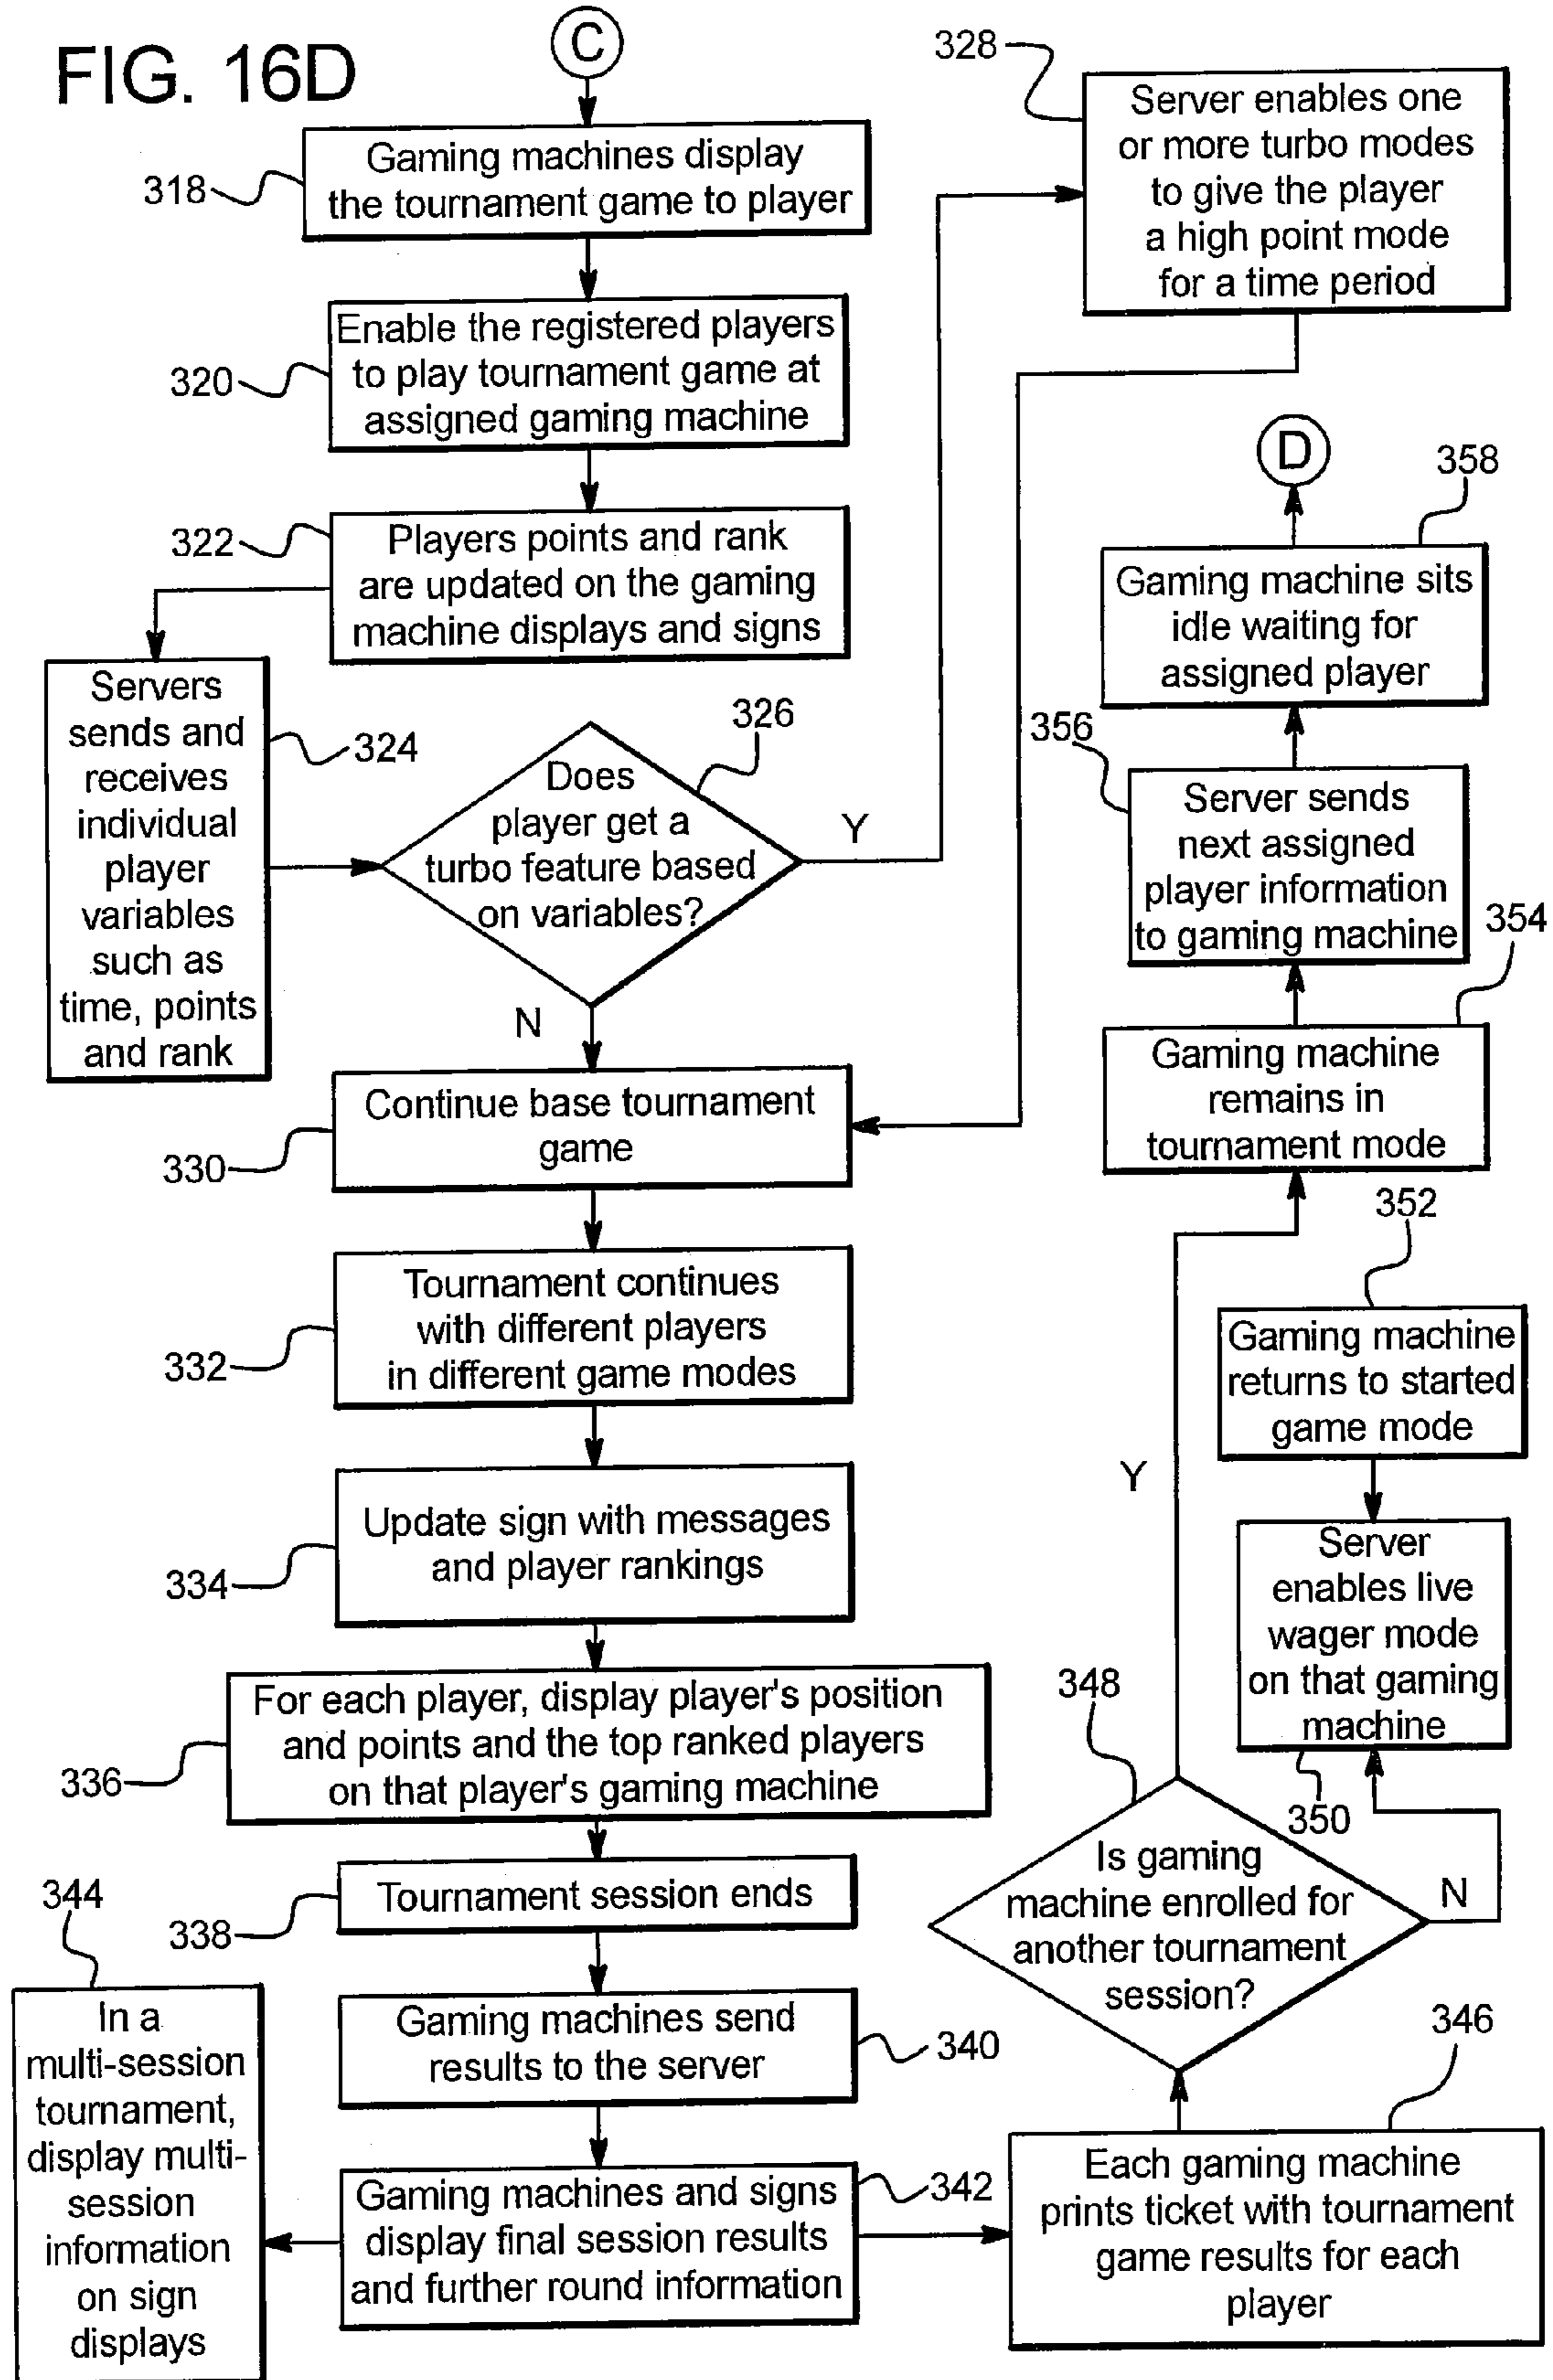 FIG. 16D
C
318
Gaming machines display
the tournament game to player
320
Enable the registered players
to play tournament game at
assigned gaming machine
322
Players points and rank
are updated on the gaming
machine displays and signs
Servers
sends and
receives
individual
player
variables
such as
time, points
and rank
324
326
Does
player get a
turbo feature based
on variables?
Y
N
328
Server enables one
or more turbo modes
to give the player
a high point mode
for a time period
330
Continue base tournament
game
332
Tournament continues
with different players
in different game modes
334
Update sign with messages
and player rankings
336
For each player, display player's position
and points and the top ranked players
on that player's gaming machine
338
Tournament session ends
340
Gaming machines send
results to the server
342
Gaming machines and signs
display final session results
and further round information
344
In a
multi-session
tournament,
display multi-
session
information
on sign
displays
346
Each gaming machine
prints ticket with tournament
game results for each
player
348
Is gaming
machine enrolled for
another tournament
session?
N
Y
350
Server
enables live
wager mode
on that gaming
machine
352
Gaming machine
returns to started
game mode
354
Gaming machine
remains in
tournament mode
356
Server sends
next assigned
player information
to gaming machine
358
Gaming machine sits
idle waiting for
assigned player
D